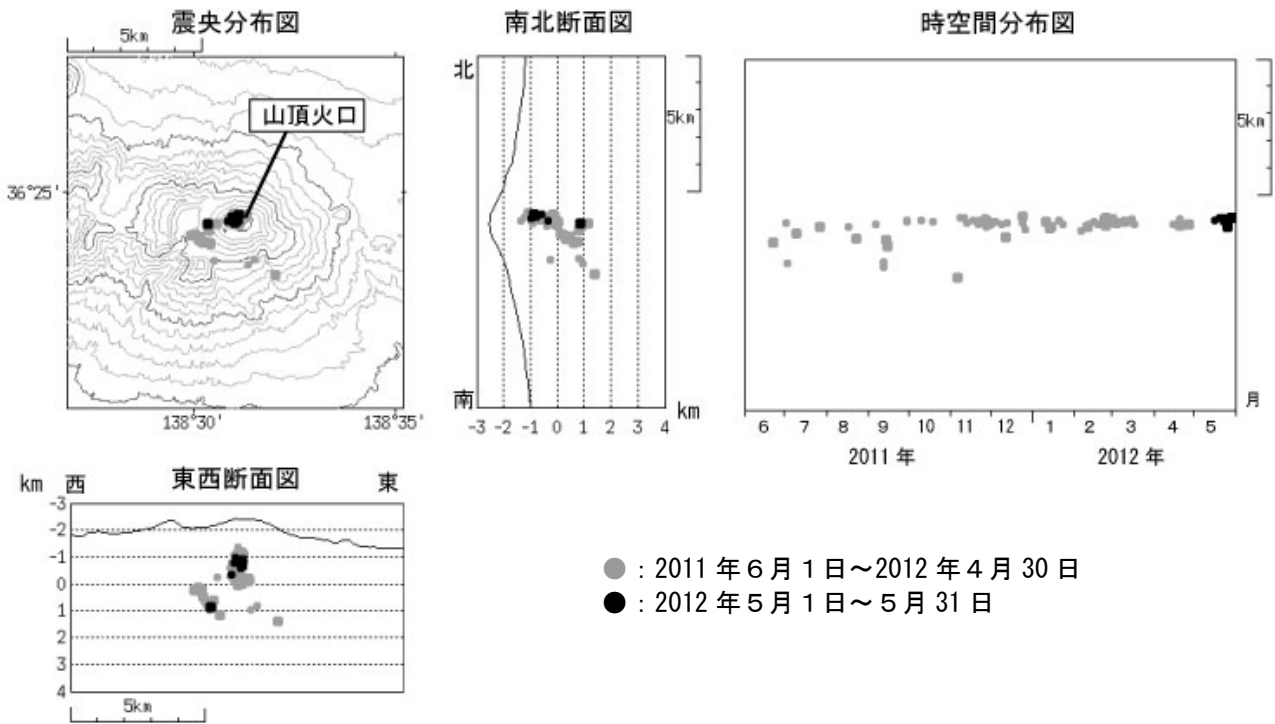 震央分布図
5km
山頂火口
36°25'
138°30'
138°35'
南北断面図
北
南
5km
-3 -2 -1 0 1 2 3 4
km
時空間分布図
5km
月
6 7 8 9 10 11 12 1 2 3 4 5
2011 年
2012 年
東西断面図
km
西
東
-3
-2
-1
0
1
2
3
4
5km
：2011 年６月１日～2012 年４月 30 日
：2012 年５月１日～５月 31 日